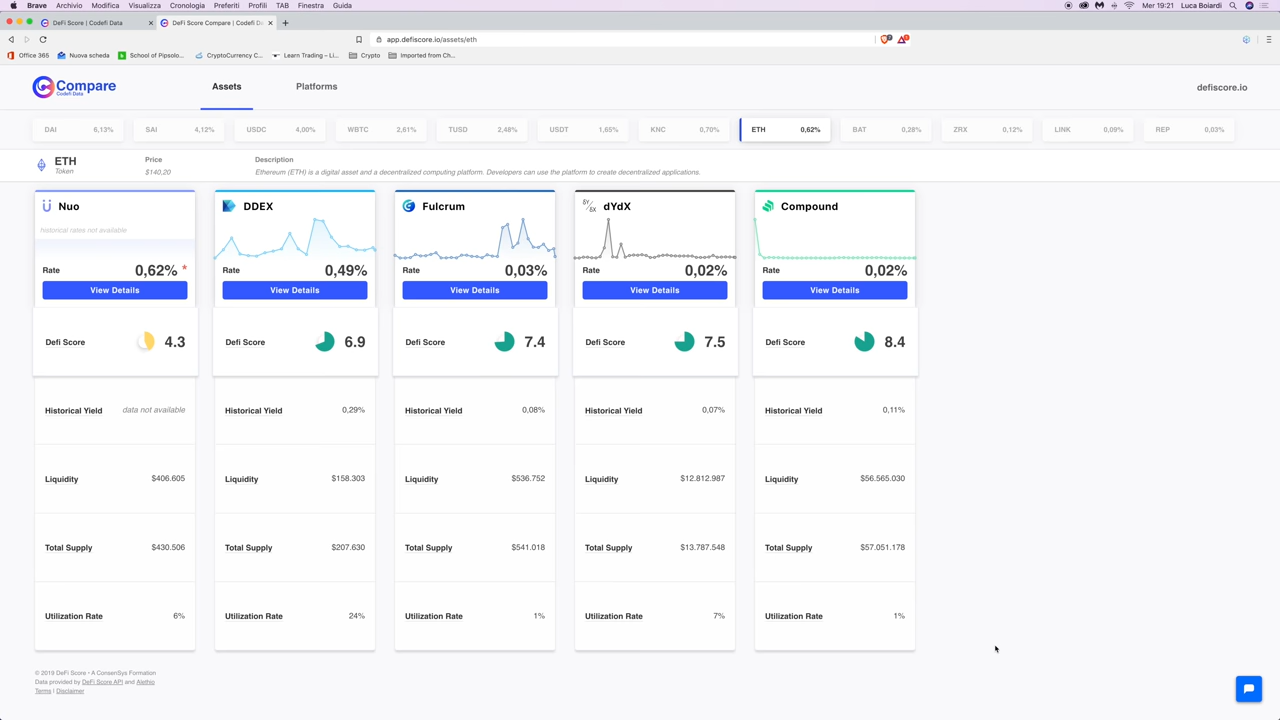 Brave Archivio Modifica Visualizza Cronologia Preferiti Profili TAB Finestra Guida Mer 19:21 Luca Boiardi
DeFi Score | Codefi Data × DeFi Score Compare | Codefi Da × +
app.defiscore.io/assets/eth
Office 365 Nuova scheda School of Pipsolo... CryptoCurrency C... Learn Trading – Li... Crypto Imported from Ch...
Compare
Codefi Data
Assets Platforms defiscore.io
DAI 6,13% SAI 4,12% USDC 4,00% WBTC 2,61% TUSD 2,48% USDT 1,65% KNC 0,70% ETH 0,62% BAT 0,28% ZRX 0,12% LINK 0,09% REP 0,03%
ETH Price Description
Token $140,20 Ethereum (ETH) is a digital asset and a decentralized computing platform. Developers can use the platform to create decentralized applications.
Nuo DDEX Fulcrum δY/δX dYdX Compound
historical rates not available
Rate 0,62% * Rate 0,49% Rate 0,03% Rate 0,02% Rate 0,02%
View Details View Details View Details View Details View Details
Defi Score 4.3 Defi Score 6.9 Defi Score 7.4 Defi Score 7.5 Defi Score 8.4
Historical Yield data not available Historical Yield 0,29% Historical Yield 0,08% Historical Yield 0,07% Historical Yield 0,11%
Liquidity $406.605 Liquidity $158.303 Liquidity $536.752 Liquidity $12.812.987 Liquidity $56.565.030
Total Supply $430.506 Total Supply $207.630 Total Supply $541.018 Total Supply $13.787.548 Total Supply $57.051.178
Utilization Rate 6% Utilization Rate 24% Utilization Rate 1% Utilization Rate 7% Utilization Rate 1%
© 2019 DeFi Score • A ConsenSys Formation
Data provided by DeFi Score API and Alethio
Terms | Disclaimer